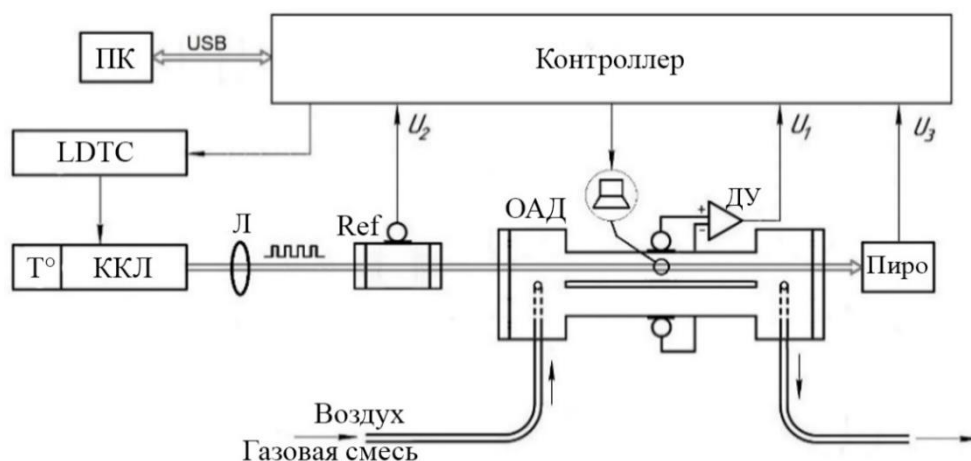 USB
ПК
Контроллер
U₂
U₁
U₃
LDTC
ОАД
ДУ
+
−
Л
Ref
T°
ККЛ
Пиро
Воздух
Газовая смесь